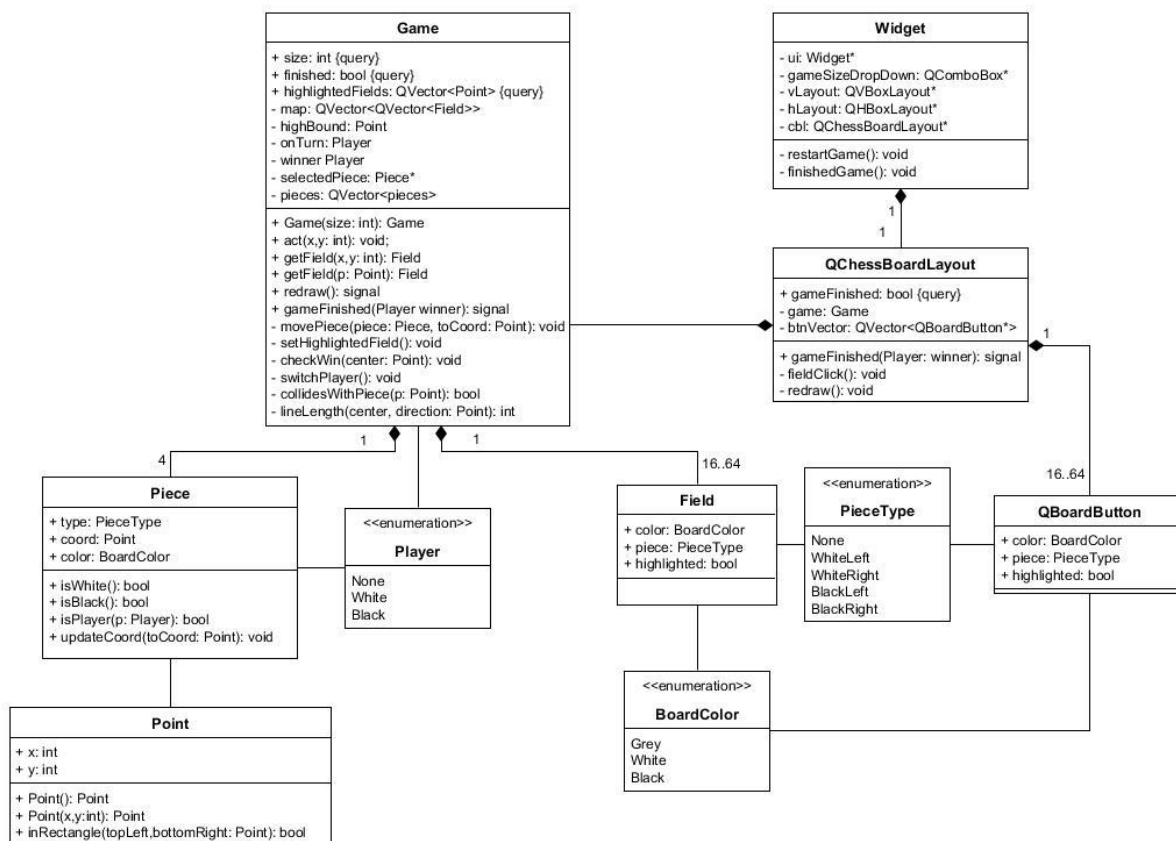 Game
+ size: int {query}
+ finished: bool {query}
+ highlightedFields: QVector<Point> {query}
- map: QVector<QVector<Field>>
- highBound: Point
- onTurn: Player
- winner Player
- selectedPiece: Piece*
- pieces: QVector<pieces>
+ Game(size: int): Game
+ act(x,y: int): void;
+ getField(x,y: int): Field
+ getField(p: Point): Field
+ redraw(): signal
+ gameFinished(Player winner): signal
- movePiece(piece: Piece, toCoord: Point): void
- setHighlightedField(): void
- checkWin(center: Point): void
- switchPlayer(): void
- collidesWithPiece(p: Point): bool
- lineLength(center, direction: Point): int
Widget
- ui: Widget*
- gameSizeDropDown: QComboBox*
- vLayout: QVBoxLayout*
- hLayout: QHBoxLayout*
- cbl: QChessBoardLayout*
- restartGame(): void
- finishedGame(): void
1
1
QChessBoardLayout
+ gameFinished: bool {query}
- game: Game
- btnVector: QVector<QBoardButton*>
+ gameFinished(Player: winner): signal
- fieldClick(): void
- redraw(): void
1
16..64
1
4
1
16..64
Piece
+ type: PieceType
+ coord: Point
+ color: BoardColor
+ isWhite(): bool
+ isBlack(): bool
+ isPlayer(p: Player): bool
+ updateCoord(toCoord: Point): void
<<enumeration>>
Player
None
White
Black
Field
+ color: BoardColor
+ piece: PieceType
+ highlighted: bool
<<enumeration>>
PieceType
None
WhiteLeft
WhiteRight
BlackLeft
BlackRight
QBoardButton
+ color: BoardColor
+ piece: PieceType
+ highlighted: bool
<<enumeration>>
BoardColor
Grey
White
Black
Point
+ x: int
+ y: int
+ Point(): Point
+ Point(x,y:int): Point
+ inRectangle(topLeft,bottomRight: Point): bool